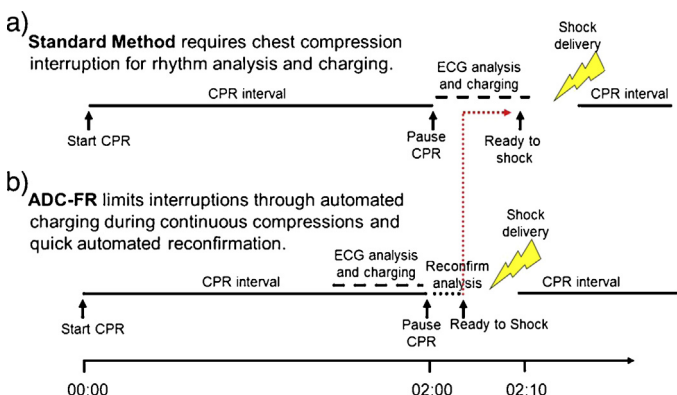 a)
Standard Method requires chest compression
interruption for rhythm analysis and charging.
Shock
delivery
ECG analysis
and charging
CPR interval
CPR interval
Start CPR
Pause
CPR
Ready to
shock
b)
ADC-FR limits interruptions through automated
charging during continuous compressions and
quick automated reconfirmation.
Shock
delivery
ECG analysis
and charging
Reconfirm
analysis
CPR interval
CPR interval
Start CPR
Pause
CPR
Ready to Shock
00:00
02:00
02:10